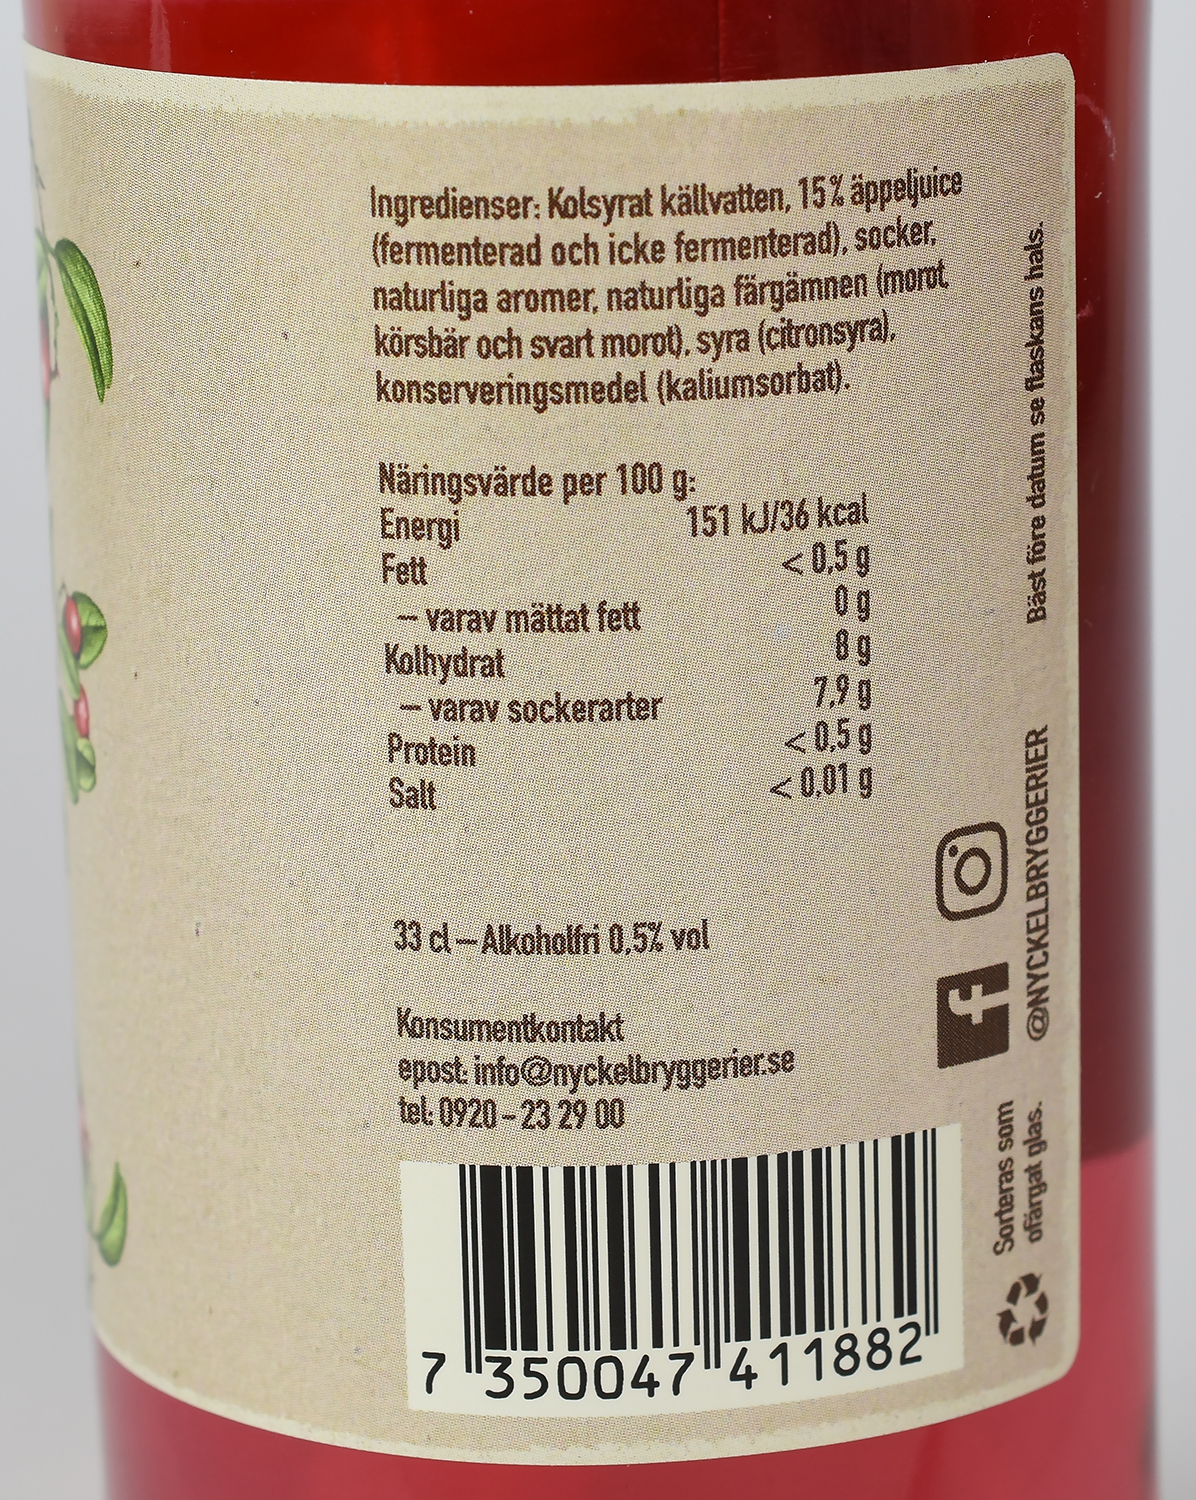 Ingredienser: Kolsyrat källvatten, 15% äppeljuice
(fermenterad och icke fermenterad), socker,
naturliga aromer, naturliga färgämnen (morot,
körsbär och svart morot), syra (citronsyra),
konserveringsmedel (kaliumsorbat).
Näringsvärde per 100 g:
Energi 151 kJ/36 kcal
Fett < 0,5 g
– varav mättat fett 0 g
Kolhydrat 8 g
– varav sockerarter 7,9 g
Protein < 0,5 g
Salt < 0,01 g
33 cl – Alkoholfri 0,5% vol
Konsumentkontakt
epost: info@nyckelbryggerier.se
tel: 0920 – 23 29 00
7 350047 411882
Bäst före datum se flaskans hals.
@NYCKELBRYGGERIER
Sorteras som
ofärgat glas.